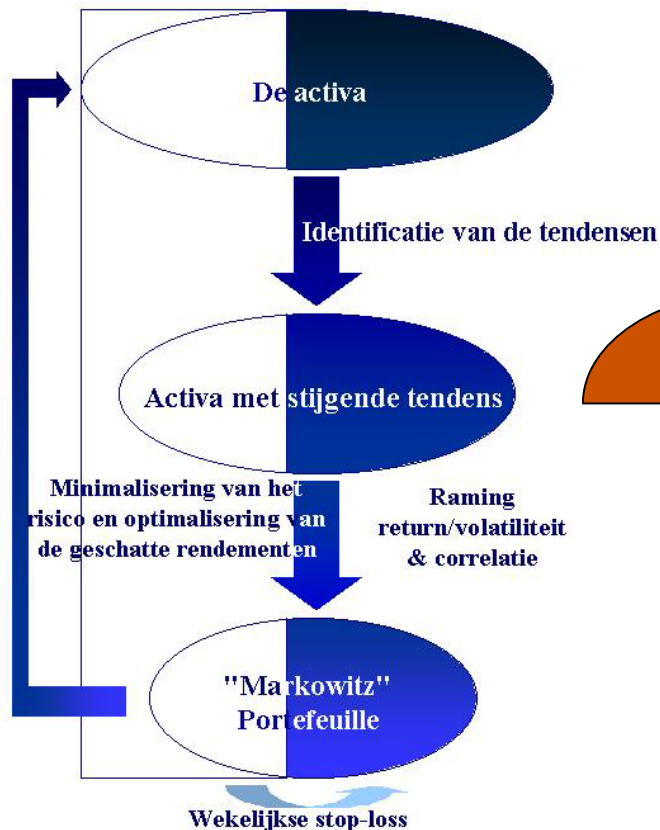 De activa
Identificatie van de tendensen
Activa met stijgende tendens
Minimalisering van het
risico en optimalisering van
de geschatte rendementen
Raming
return/volatiliteit
& correlatie
"Markowitz"
Portefeuille
Wekelijkse stop-loss